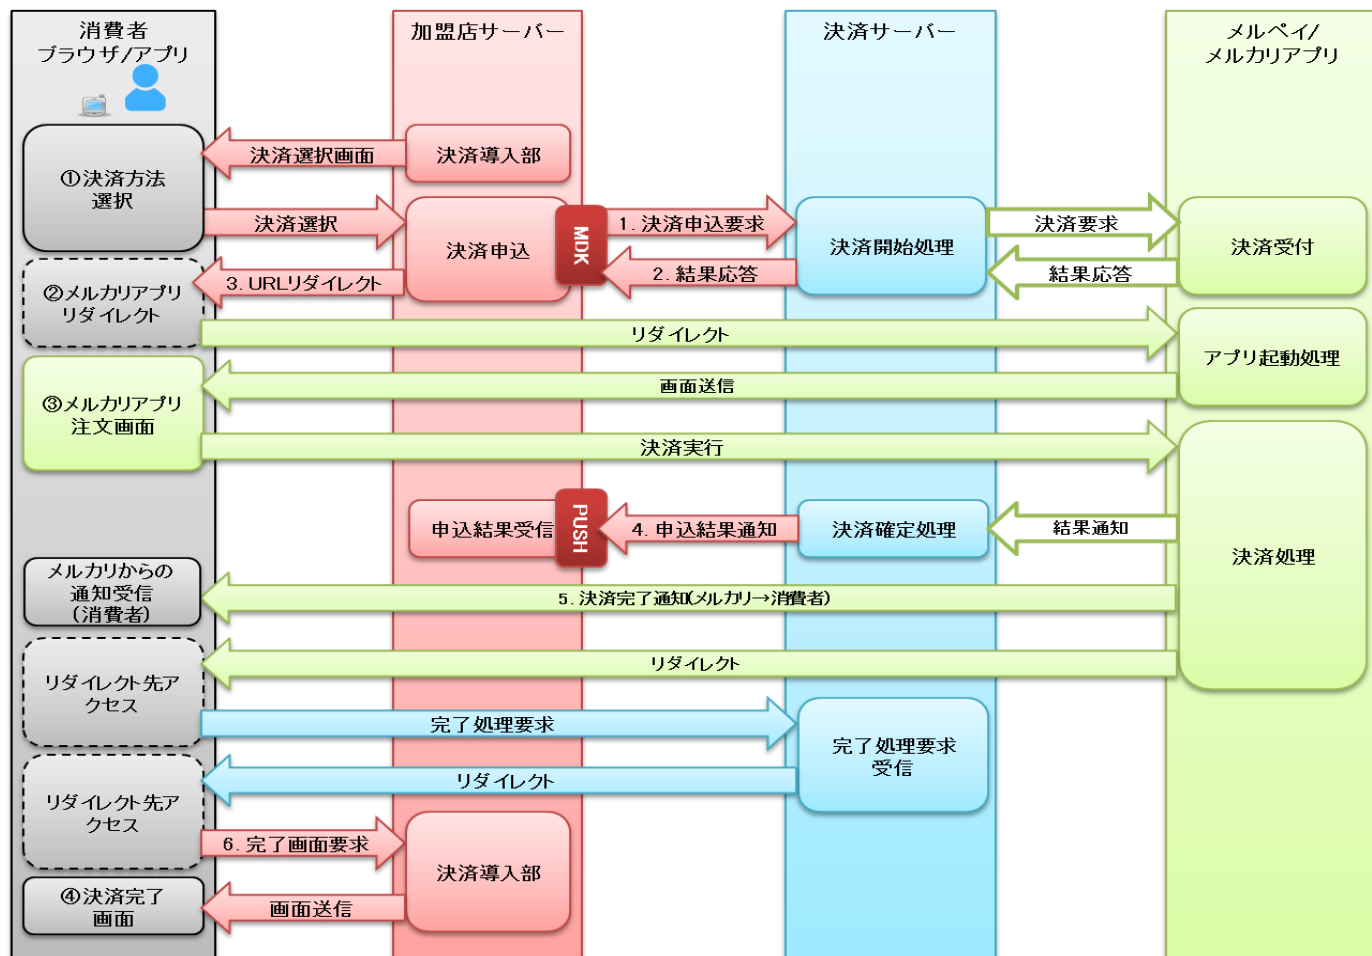 消費者
ブラウザ/アプリ
加盟店サーバー
決済サーバー
メルペイ/
メルカリアプリ
①決済方法
選択
決済選択画面
決済導入部
決済選択
決済申込
MDK
1. 決済申込要求
2. 結果応答
決済開始処理
決済要求
結果応答
決済受付
3. URLリダイレクト
②メルカリアプリ
リダイレクト
リダイレクト
アプリ起動処理
画面送信
③メルカリアプリ
注文画面
決済実行
申込結果受信
PUSH
4. 申込結果通知
決済確定処理
結果通知
決済処理
メルカリからの
通知受信
(消費者)
5. 決済完了通知(メルカリ→消費者)
リダイレクト
リダイレクト先ア
クセス
完了処理要求
完了処理要求
受信
リダイレクト
リダイレクト先ア
クセス
6. 完了画面要求
決済導入部
④決済完了
画面
画面送信